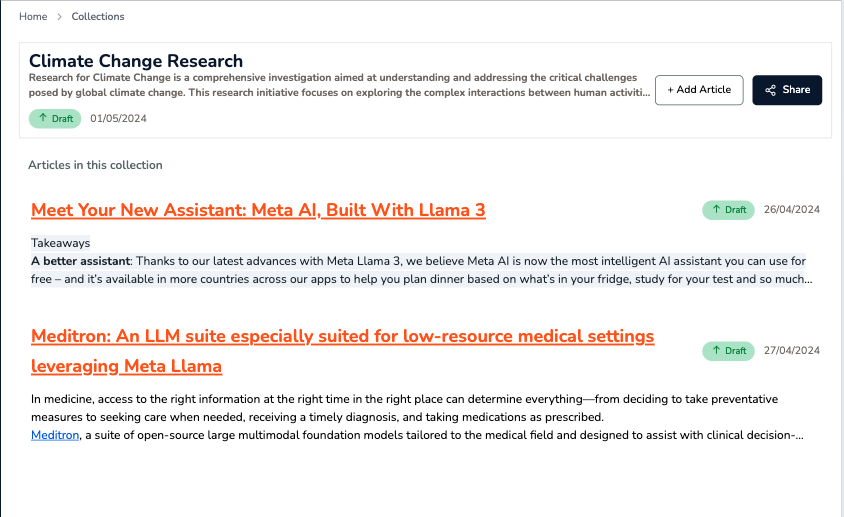 Home > Collections
Climate Change Research
Research for Climate Change is a comprehensive investigation aimed at understanding and addressing the critical challenges
posed by global climate change. This research initiative focuses on exploring the complex interactions between human activiti...
+ Add Article
Share
↑ Draft 01/05/2024
Articles in this collection
Meet Your New Assistant: Meta AI, Built With Llama 3
↑ Draft 26/04/2024
Takeaways
A better assistant: Thanks to our latest advances with Meta Llama 3, we believe Meta AI is now the most intelligent AI assistant you can use for
free – and it's available in more countries across our apps to help you plan dinner based on what's in your fridge, study for your test and so much...
Meditron: An LLM suite especially suited for low-resource medical settings
leveraging Meta Llama
↑ Draft 27/04/2024
In medicine, access to the right information at the right time in the right place can determine everything—from deciding to take preventative
measures to seeking care when needed, receiving a timely diagnosis, and taking medications as prescribed.
Meditron, a suite of open-source large multimodal foundation models tailored to the medical field and designed to assist with clinical decision-...